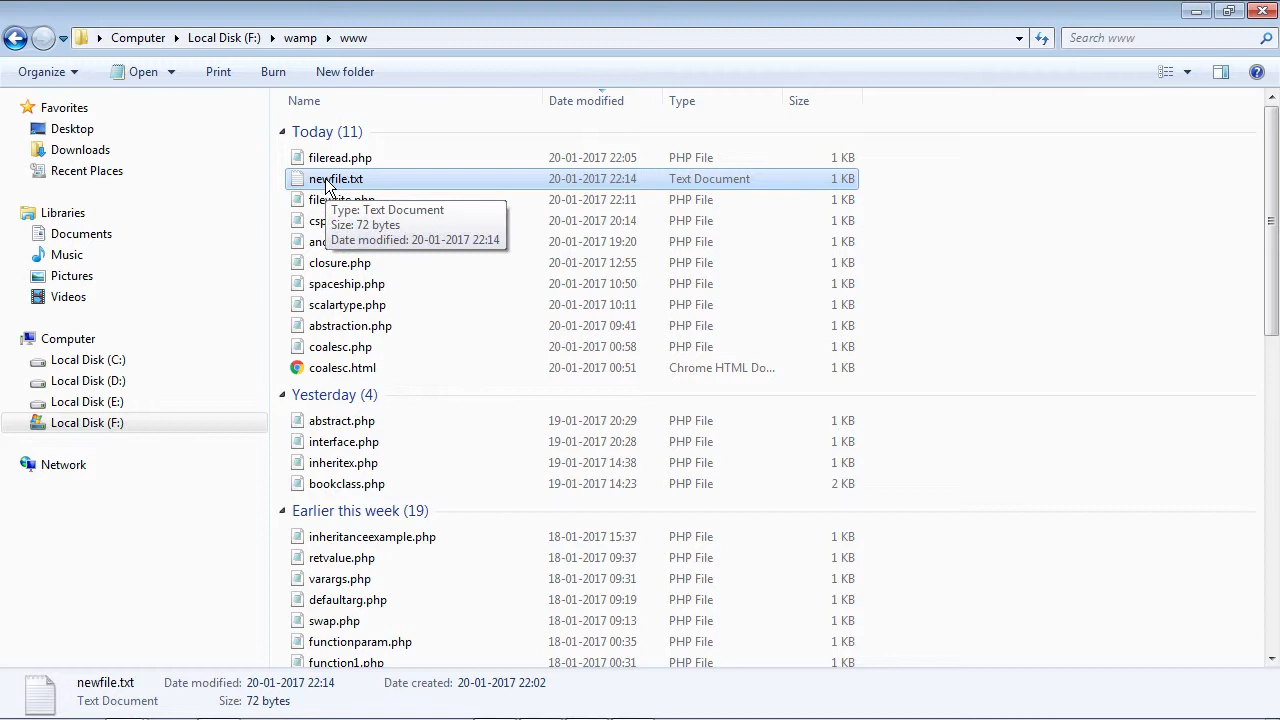 Computer Local Disk (F:) wamp www
Search www
Organize Open Print Burn New folder
Favorites
Desktop
Downloads
Recent Places
Libraries
Documents
Music
Pictures
Videos
Computer
Local Disk (C:)
Local Disk (D:)
Local Disk (E:)
Local Disk (F:)
Network
Name Date modified Type Size
Today (11)
fileread.php 20-01-2017 22:05 PHP File 1 KB
newfile.txt 20-01-2017 22:14 Text Document 1 KB
20-01-2017 22:11 PHP File 1 KB
Type: Text Document
Size: 72 bytes
Date modified: 20-01-2017 22:14
20-01-2017 20:14 PHP File 1 KB
20-01-2017 19:20 PHP File 1 KB
closure.php 20-01-2017 12:55 PHP File 1 KB
spaceship.php 20-01-2017 10:50 PHP File 1 KB
scalartype.php 20-01-2017 10:11 PHP File 1 KB
abstraction.php 20-01-2017 09:41 PHP File 1 KB
coalesc.php 20-01-2017 00:58 PHP File 1 KB
coalesc.html 20-01-2017 00:51 Chrome HTML Do... 1 KB
Yesterday (4)
abstract.php 19-01-2017 20:29 PHP File 1 KB
interface.php 19-01-2017 20:28 PHP File 1 KB
inheritex.php 19-01-2017 14:38 PHP File 1 KB
bookclass.php 19-01-2017 14:23 PHP File 2 KB
Earlier this week (19)
inheritanceexample.php 18-01-2017 15:37 PHP File 1 KB
retvalue.php 18-01-2017 09:37 PHP File 1 KB
varargs.php 18-01-2017 09:31 PHP File 1 KB
defaultarg.php 18-01-2017 09:19 PHP File 1 KB
swap.php 18-01-2017 09:13 PHP File 1 KB
functionparam.php 18-01-2017 00:35 PHP File 1 KB
function1.php 18-01-2017 00:31 PHP File 1 KB
newfile.txt Date modified: 20-01-2017 22:14 Date created: 20-01-2017 22:02
Text Document Size: 72 bytes